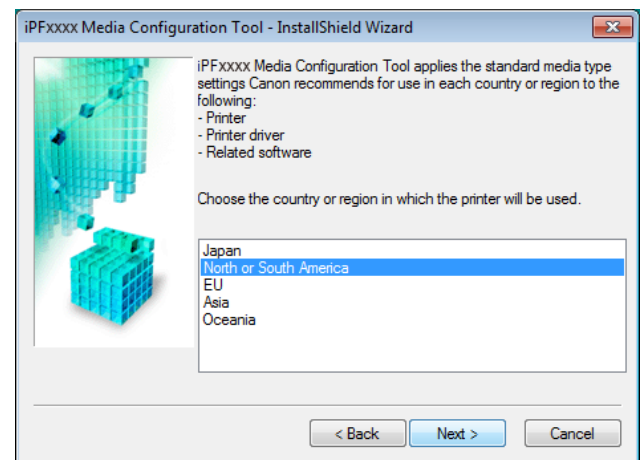 iPFxxxx Media Configuration Tool - InstallShield Wizard
iPFxxxx Media Configuration Tool applies the standard media type
settings Canon recommends for use in each country or region to the
following:
- Printer
- Printer driver
- Related software
Choose the country or region in which the printer will be used.
Japan
North or South America
EU
Asia
Oceania
< Back
Next >
Cancel